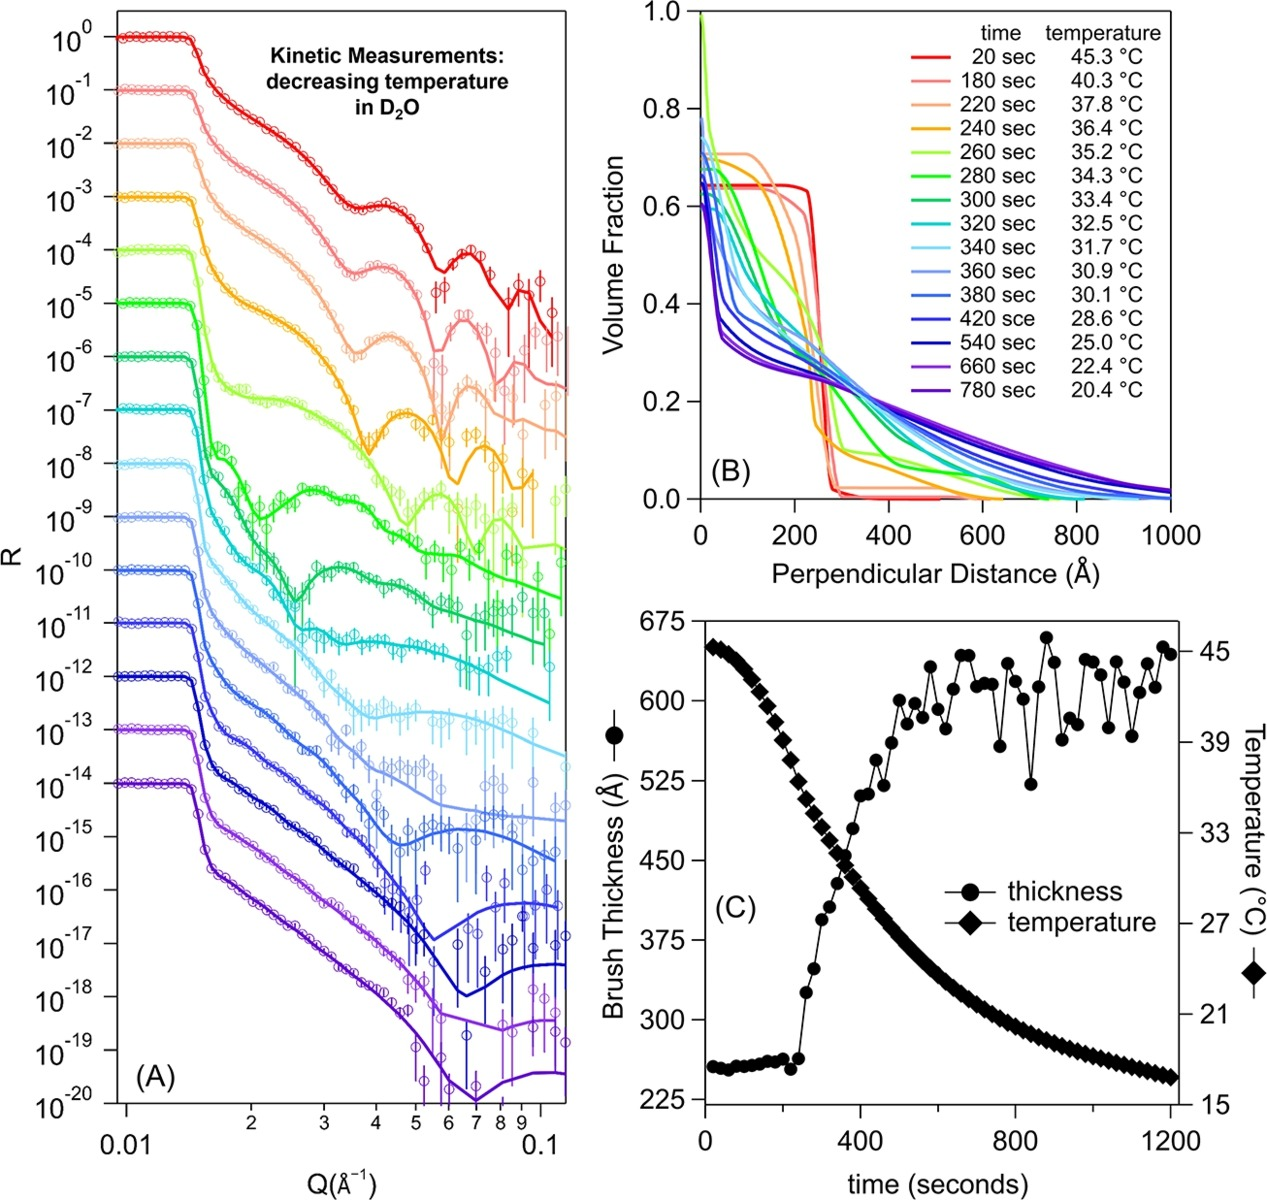 Kinetic Measurements:
decreasing temperature
in D₂O
R
10⁰
10⁻¹
10⁻²
10⁻³
10⁻⁴
10⁻⁵
10⁻⁶
10⁻⁷
10⁻⁸
10⁻⁹
10⁻¹⁰
10⁻¹¹
10⁻¹²
10⁻¹³
10⁻¹⁴
10⁻¹⁵
10⁻¹⁶
10⁻¹⁷
10⁻¹⁸
10⁻¹⁹
10⁻²⁰
(A)
0.01 2 3 4 5 6 7 8 9 0.1
Q(Å⁻¹)
Volume Fraction
1.0
0.8
0.6
0.4
0.2
0.0
time temperature
20 sec 45.3 °C
180 sec 40.3 °C
220 sec 37.8 °C
240 sec 36.4 °C
260 sec 35.2 °C
280 sec 34.3 °C
300 sec 33.4 °C
320 sec 32.5 °C
340 sec 31.7 °C
360 sec 30.9 °C
380 sec 30.1 °C
420 sce 28.6 °C
540 sec 25.0 °C
660 sec 22.4 °C
780 sec 20.4 °C
(B)
0 200 400 600 800 1000
Perpendicular Distance (Å)
Brush Thickness (Å)
675
600
525
450
375
300
225
(C)
thickness
temperature
45
39
33
27
21
15
Temperature (°C)
0 400 800 1200
time (seconds)